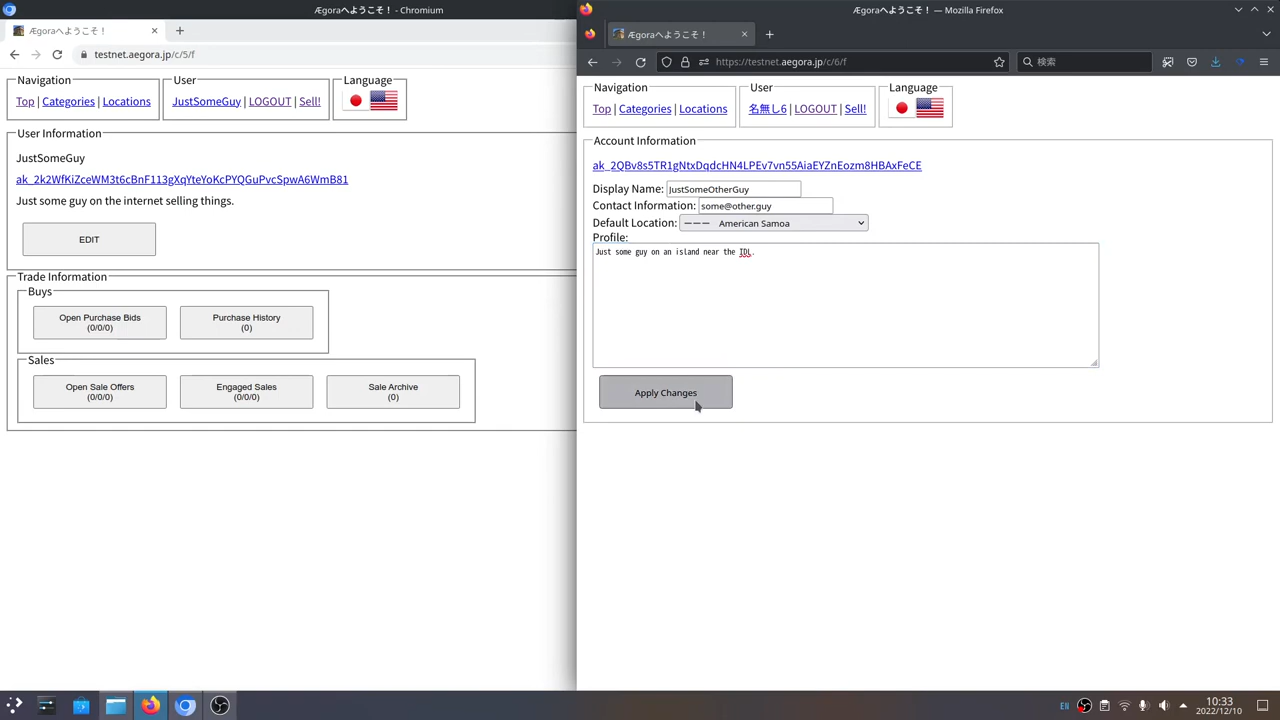 Ægoraへようこそ! - Chromium
Ægoraへようこそ!
testnet.aegora.jp/c/5/f
Navigation
Top | Categories | Locations
User
JustSomeGuy | LOGOUT | Sell!
Language
User Information
JustSomeGuy
ak_2k2WfKiZceWM3t6cBnF113gXqYteYoKcPYQGuPvcSpwA6WmB81
Just some guy on the internet selling things.
EDIT
Trade Information
Buys
Open Purchase Bids
(0/0/0)
Purchase History
(0)
Sales
Open Sale Offers
(0/0/0)
Engaged Sales
(0/0/0)
Sale Archive
(0)
Ægoraへようこそ! — Mozilla Firefox
Ægoraへようこそ!
https://testnet.aegora.jp/c/6/f
検索
Navigation
Top | Categories | Locations
User
名無し6 | LOGOUT | Sell!
Language
Account Information
ak_2QBv8s5TR1gNtxDqdcHN4LPEv7vn55AiaEYZnEozm8HBAxFeCE
Display Name: JustSomeOtherGuy
Contact Information: some@other.guy
Default Location: ——— American Samoa
Profile:
Just some guy on an island near the IDL.
Apply Changes
EN
10:33
2022/12/10